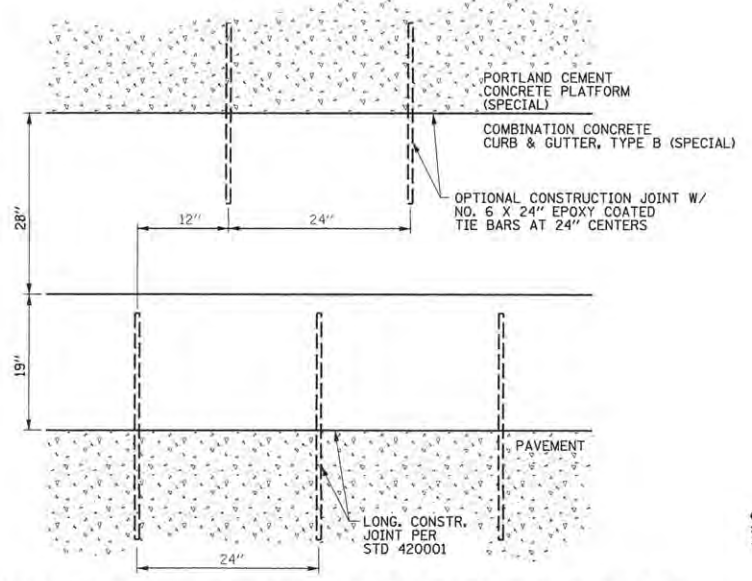 PORTLAND CEMENT
CONCRETE PLATFORM
(SPECIAL)
COMBINATION CONCRETE
CURB & GUTTER, TYPE B (SPECIAL)
OPTIONAL CONSTRUCTION JOINT W/
NO. 6 X 24" EPOXY COATED
TIE BARS AT 24" CENTERS
12"
24"
28"
19"
PAVEMENT
LONG. CONSTR.
JOINT PER
STD 420001
24"